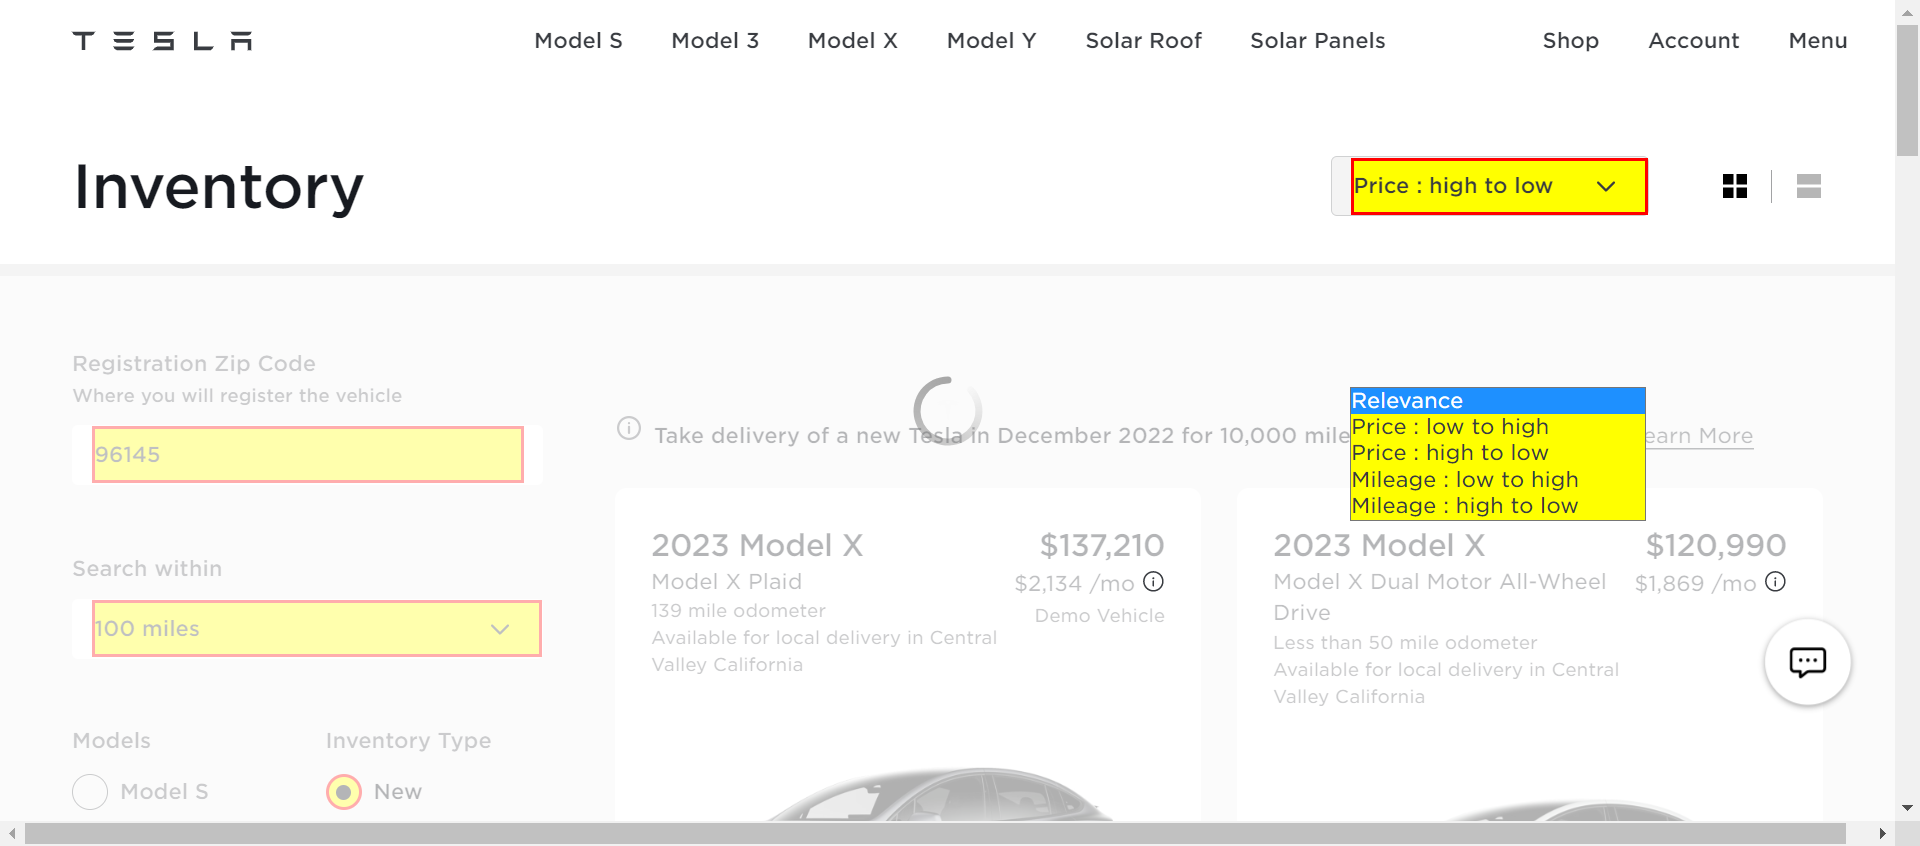 TESLA
Model S
Model 3
Model X
Model Y
Solar Roof
Solar Panels
Shop
Account
Menu
Inventory
Price : high to low
Registration Zip Code
Where you will register the vehicle
96145
Search within
100 miles
Models
Inventory Type
Model S
New
Take delivery of a new Tesla in December 2022 for 10,000 mile
earn More
Relevance
Price : low to high
Price : high to low
Mileage : low to high
Mileage : high to low
2023 Model X
$137,210
Model X Plaid
$2,134 /mo
139 mile odometer
Demo Vehicle
Available for local delivery in Central
Valley California
2023 Model X
$120,990
Model X Dual Motor All-Wheel
Drive
$1,869 /mo
Less than 50 mile odometer
Available for local delivery in Central
Valley California